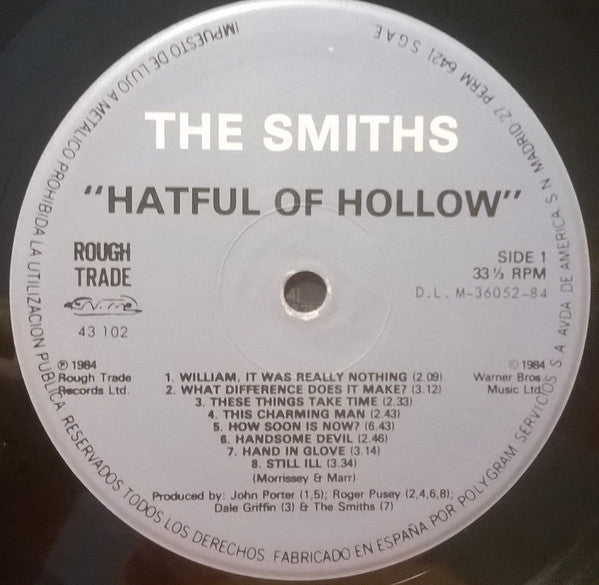 THE SMITHS
"HATFUL OF HOLLOW"
ROUGH
TRADE
43 102
SIDE 1
33 ⅓ RPM
D.L. M-36052-84
℗ 1984
Rough Trade
Records Ltd.
© 1984
Warner Bros.
Music Ltd.
1. WILLIAM, IT WAS REALLY NOTHING (2.09)
2. WHAT DIFFERENCE DOES IT MAKE? (3.12)
3. THESE THINGS TAKE TIME (2.33)
4. THIS CHARMING MAN (2.43)
5. HOW SOON IS NOW? (6.43)
6. HANDSOME DEVIL (2.46)
7. HAND IN GLOVE (3.14)
8. STILL ILL (3.34)
(Morrissey & Marr)
Produced by: John Porter (1,5); Roger Pusey (2,4,6,8);
Dale Griffin (3) & The Smiths (7)
IMPUESTO DE LUJO A METALICO PROHIBIDA LA UTILIZACION PUBLICA RESERVADOS TODOS LOS DERECHOS FABRICADO EN ESPAÑA POR POLYGRAM SERVICIOS S.A AVDA DE AMERICA S N MADRID 27 PERM 6421 SGAE